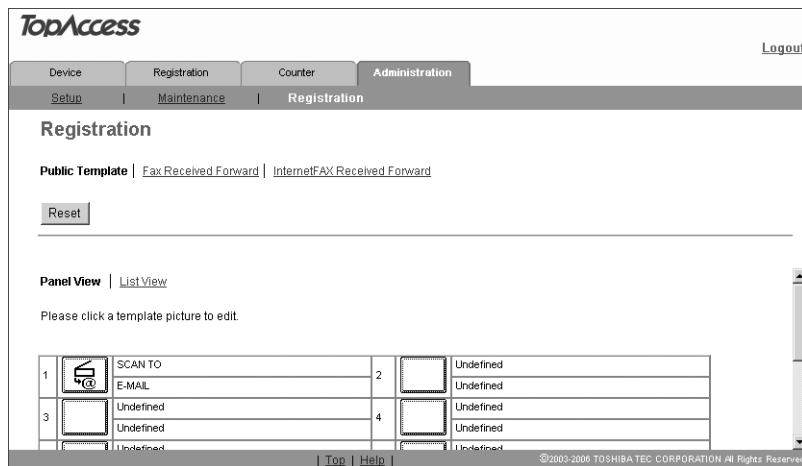 TopAccess
Logout
Device Registration Counter Administration
Setup | Maintenance | Registration
Registration
Public Template | Fax Received Forward | InternetFAX Received Forward
Reset
Panel View | List View
Please click a template picture to edit.
1 SCAN TO 2 Undefined
@ E-MAIL Undefined
3 Undefined 4 Undefined
Undefined Undefined
Undefined Undefined
| Top | Help | ©2003-2006 TOSHIBA TEC CORPORATION All Rights Reserved